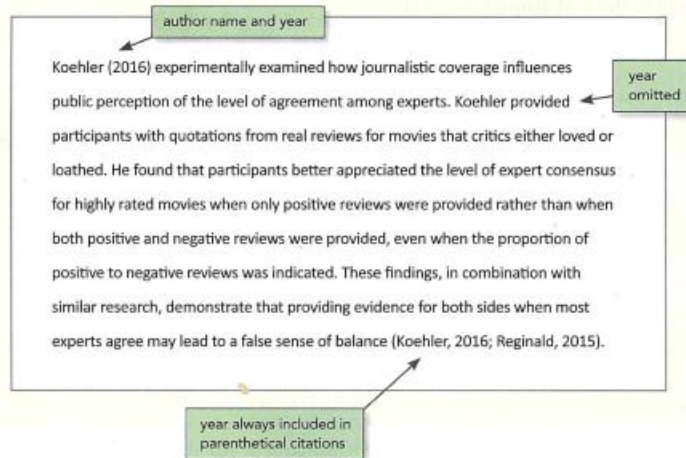 author name and year
Koehler (2016) experimentally examined how journalistic coverage influences
public perception of the level of agreement among experts. Koehler provided
year
omitted
participants with quotations from real reviews for movies that critics either loved or
loathed. He found that participants better appreciated the level of expert consensus
for highly rated movies when only positive reviews were provided rather than when
both positive and negative reviews were provided, even when the proportion of
positive to negative reviews was indicated. These findings, in combination with
similar research, demonstrate that providing evidence for both sides when most
experts agree may lead to a false sense of balance (Koehler, 2016; Reginald, 2015).
year always included in
parenthetical citations